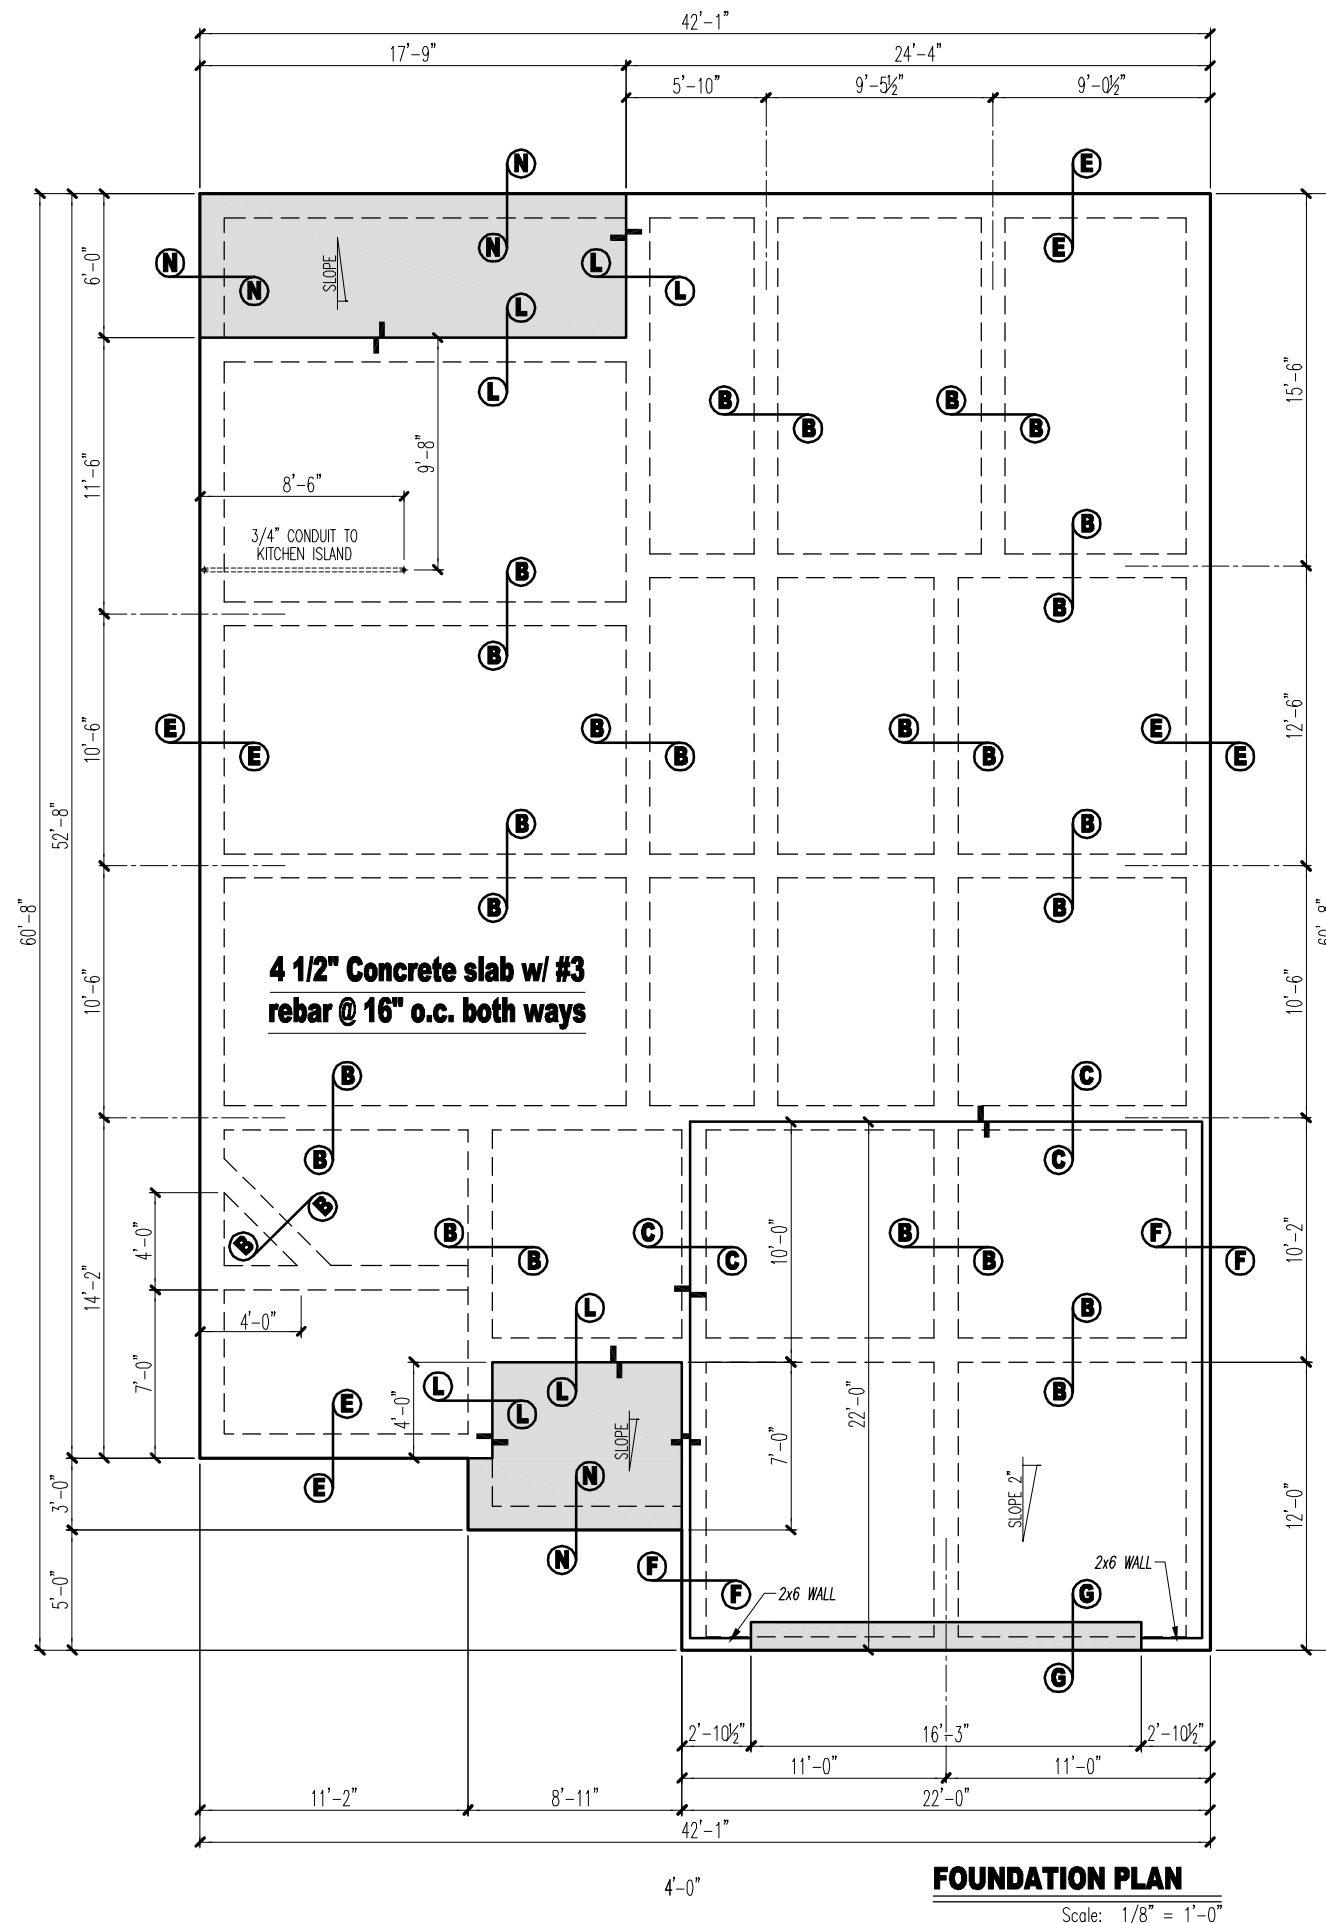 42'-1"
17'-9"
24'-4"
5'-10"
9'-5½"
9'-0½"
N
E
N
E
N
N
L
L
SLOPE
6'-0"
L
L
15'-6"
B
B
B
B
11'-6"
9'-8"
8'-6"
3/4" CONDUIT TO
KITCHEN ISLAND
B
B
B
B
E
E
B
B
B
B
E
E
10'-6"
12'-6"
52'-8"
B
B
B
B
60'-8"
4 1/2" Concrete slab w/ #3
rebar @ 16" o.c. both ways
10'-6"
10'-6"
B
B
C
C
B
B
B
B
C
C
B
B
F
F
4'-0"
10'-0"
10'-2"
14'-2"
4'-0"
L
L
B
B
7'-0"
E
E
L
L
4'-0"
SLOPE
22'-0"
7'-0"
N
N
SLOPE 2"
3'-0"
12'-0"
5'-0"
F
F
2x6 WALL
2x6 WALL
G
G
2'-10½"
16'-3"
2'-10½"
11'-0"
11'-0"
11'-2"
8'-11"
22'-0"
42'-1"
4'-0"
FOUNDATION PLAN
Scale: 1/8" = 1'-0"